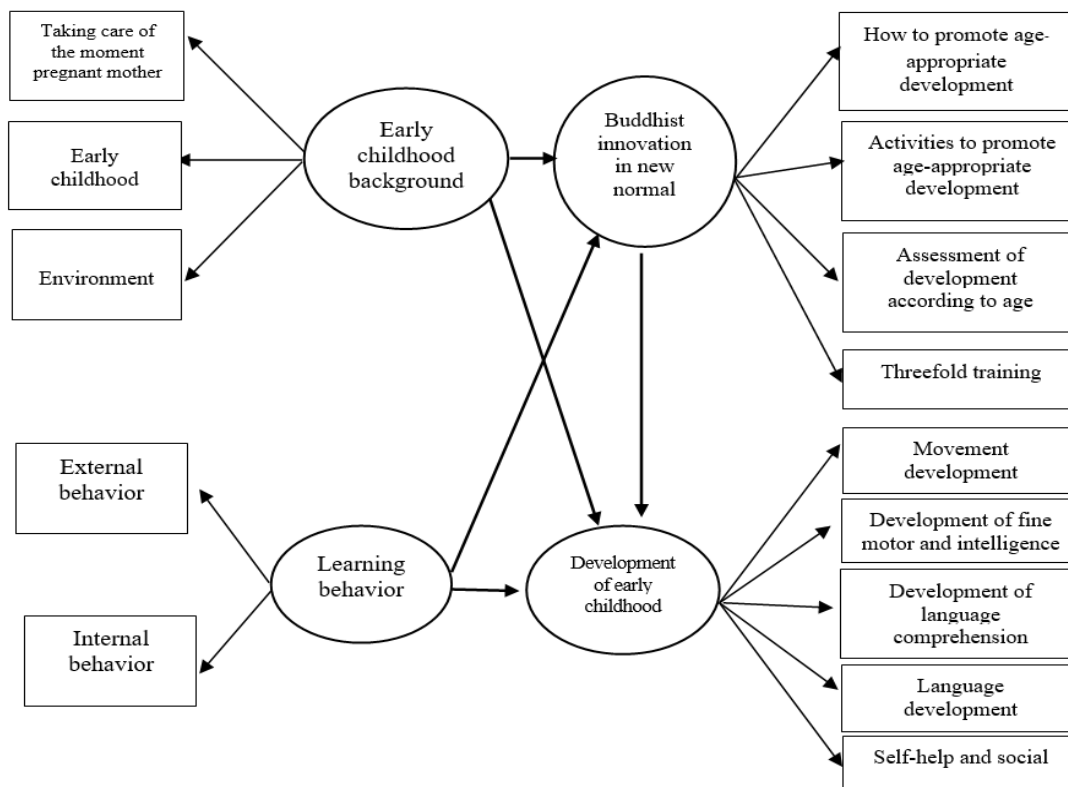 Taking care of
the moment
pregnant mother
Early
childhood
Environment
Early
childhood
background
Buddhist
innovation
in new
normal
How to promote age-
appropriate
development
Activities to promote
age-appropriate
development
Assessment of
development
according to age
Threefold training
External
behavior
Internal
behavior
Learning
behavior
Development
of early
childhood
Movement
development
Development of fine
motor and intelligence
Development of
language
comprehension
Language
development
Self-help and social